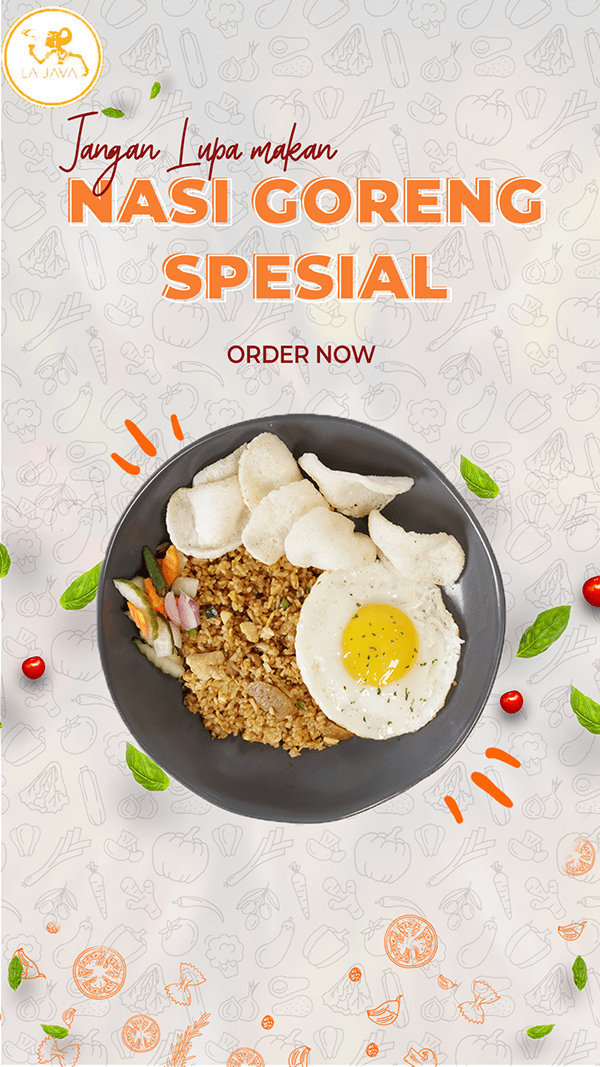 LA JAVA
Jangan Lupa makan
NASI GORENG
SPESIAL
ORDER NOW